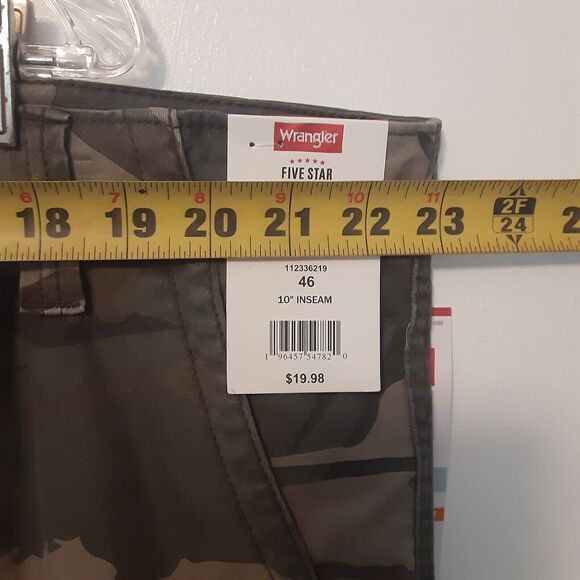 Wrangler
FIVE STAR
6 7 8 9 10 11 2F
18 19 20 21 22 23 24 2
112336219
46
10" INSEAM
1 96457 54782 0
$19.98